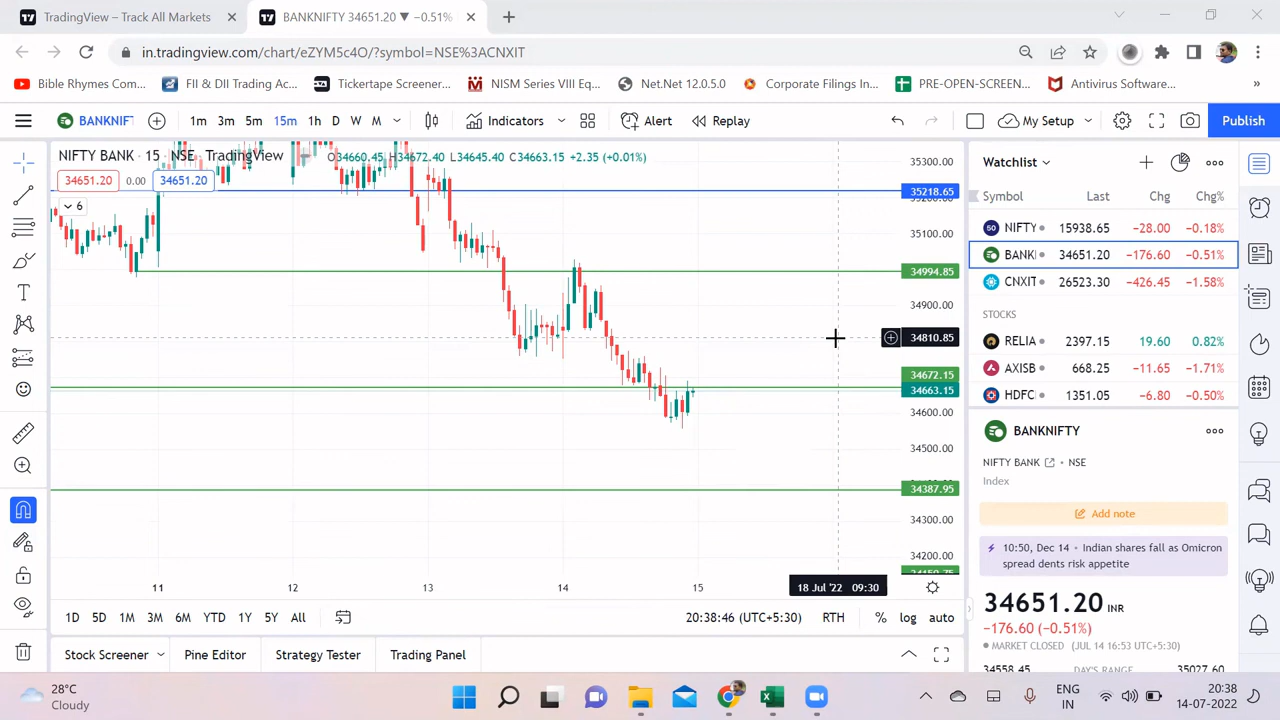 TradingView – Track All Markets
BANKNIFTY 34651.20 ▼ −0.51%
in.tradingview.com/chart/eZYM5c4O/?symbol=NSE%3ACNXIT
Bible Rhymes Com...
FII & DII Trading Ac...
Tickertape Screener...
NISM Series VIII Eq...
Net.Net 12.0.5.0
Corporate Filings In...
PRE-OPEN-SCREEN...
Antivirus Software...
»
BANKNIFT
1m 3m 5m 15m 1h D W M
Indicators
Alert
Replay
My Setup
Publish
NIFTY BANK · 15 · NSE TradingView
O34660.45 H34672.40 L34645.40 C34663.15 +2.35 (+0.01%)
34651.20 0.00 34651.20
6
35300.00
35218.65
35100.00
34994.85
34900.00
34810.85
34672.15
34663.15
34600.00
34500.00
34387.95
34300.00
34200.00
11 12 13 14 15
18 Jul '22 09:30
1D 5D 1M 3M 6M YTD 1Y 5Y All
20:38:46 (UTC+5:30) RTH % log auto
Stock Screener Pine Editor Strategy Tester Trading Panel
Watchlist
Symbol Last Chg Chg%
50 NIFTY 15938.65 −28.00 −0.18%
BANK 34651.20 −176.60 −0.51%
CNXIT 26523.30 −426.45 −1.58%
STOCKS
RELIA 2397.15 19.60 0.82%
AXISB 668.25 −11.65 −1.71%
HDFC 1351.05 −6.80 −0.50%
BANKNIFTY
NIFTY BANK · NSE
Index
Add note
10:50, Dec 14 • Indian shares fall as Omicron
spread dents risk appetite
34651.20 INR
−176.60 (−0.51%)
MARKET CLOSED (JUL 14 16:53 UTC+5:30)
34558.45 DAY'S RANGE 35027.60
28°C
Cloudy
ENG
IN
20:38
14-07-2022